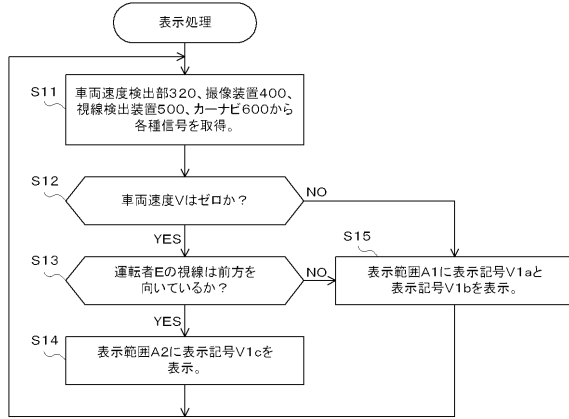 表示処理
S11
車両速度検出部320、撮像装置400、
視線検出装置500、カーナビ600から
各種信号を取得。
S12
車両速度Vはゼロか？
NO
YES
S13
運転者Eの視線は前方を
向いているか？
NO
YES
S15
表示範囲A1に表示記号V1aと
表示記号V1bを表示。
S14
表示範囲A2に表示記号V1cを
表示。